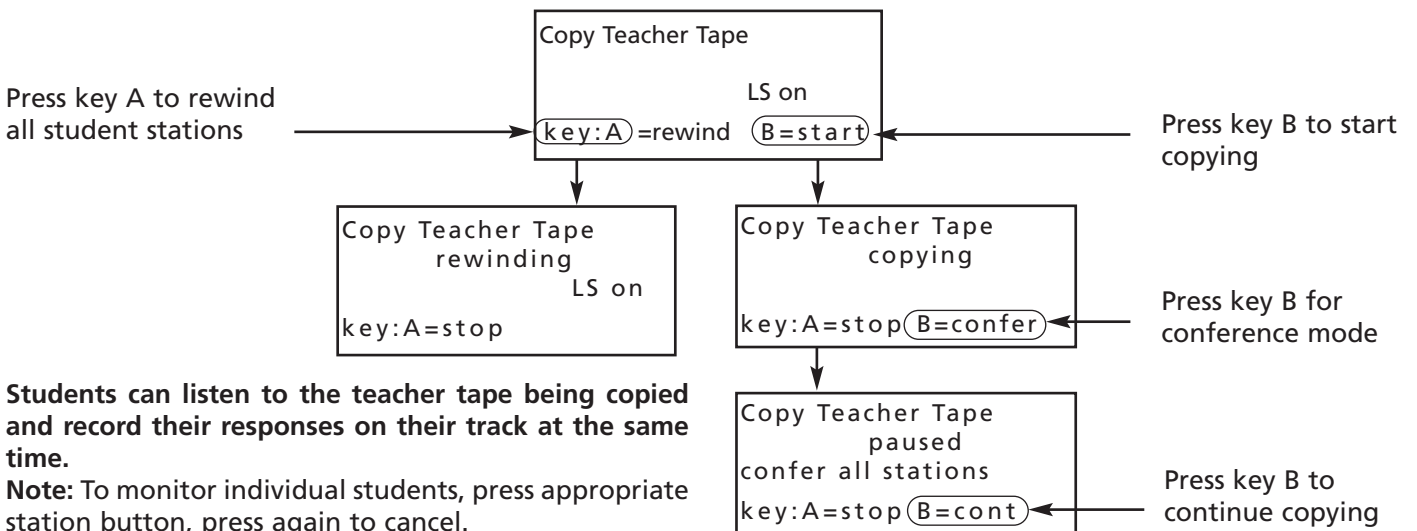 Copy Teacher Tape
LS on
key:A=rewind B=start
Press key A to rewind
all student stations
Press key B to start
copying
Copy Teacher Tape
rewinding
LS on
key:A=stop
Copy Teacher Tape
copying
key:A=stop B=confer
Press key B for
conference mode
Students can listen to the teacher tape being copied
and record their responses on their track at the same
time.
Note: To monitor individual students, press appropriate
station button, press again to cancel.
Copy Teacher Tape
paused
confer all stations
key:A=stop B=cont
Press key B to
continue copying